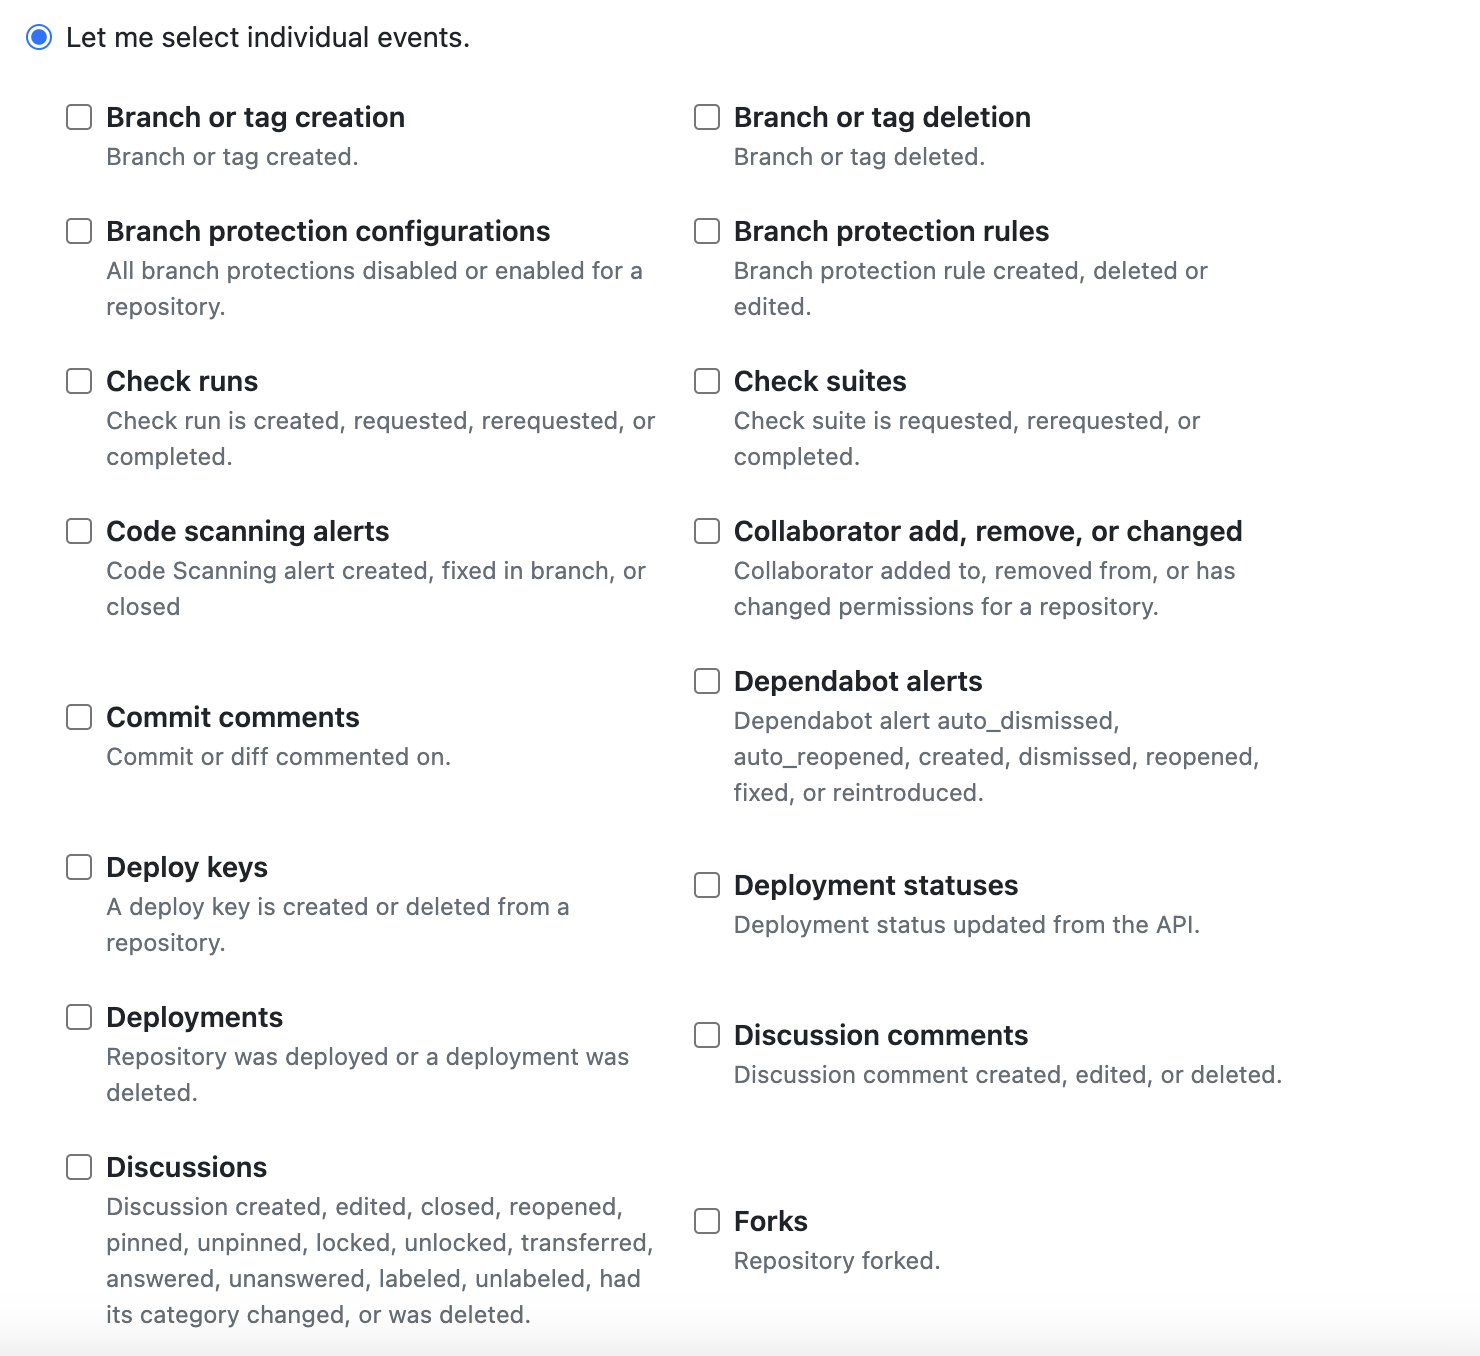 Let me select individual events.
Branch or tag creation
Branch or tag created.
Branch or tag deletion
Branch or tag deleted.
Branch protection configurations
All branch protections disabled or enabled for a
repository.
Branch protection rules
Branch protection rule created, deleted or
edited.
Check runs
Check run is created, requested, rerequested, or
completed.
Check suites
Check suite is requested, rerequested, or
completed.
Code scanning alerts
Code Scanning alert created, fixed in branch, or
closed
Collaborator add, remove, or changed
Collaborator added to, removed from, or has
changed permissions for a repository.
Commit comments
Commit or diff commented on.
Dependabot alerts
Dependabot alert auto_dismissed,
auto_reopened, created, dismissed, reopened,
fixed, or reintroduced.
Deploy keys
A deploy key is created or deleted from a
repository.
Deployment statuses
Deployment status updated from the API.
Deployments
Repository was deployed or a deployment was
deleted.
Discussion comments
Discussion comment created, edited, or deleted.
Discussions
Discussion created, edited, closed, reopened,
pinned, unpinned, locked, unlocked, transferred,
answered, unanswered, labeled, unlabeled, had
its category changed, or was deleted.
Forks
Repository forked.